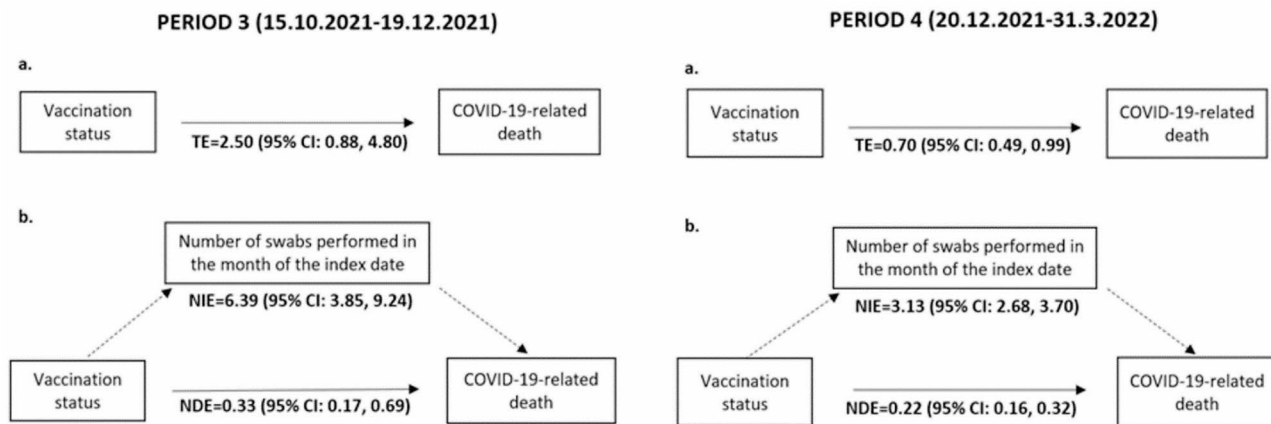 PERIOD 3 (15.10.2021-19.12.2021)
a.
Vaccination
status
TE=2.50 (95% CI: 0.88, 4.80)
COVID-19-related
death
b.
Number of swabs performed in
the month of the index date
NIE=6.39 (95% CI: 3.85, 9.24)
Vaccination
status
NDE=0.33 (95% CI: 0.17, 0.69)
COVID-19-related
death
PERIOD 4 (20.12.2021-31.3.2022)
a.
Vaccination
status
TE=0.70 (95% CI: 0.49, 0.99)
COVID-19-related
death
b.
Number of swabs performed in
the month of the index date
NIE=3.13 (95% CI: 2.68, 3.70)
Vaccination
status
NDE=0.22 (95% CI: 0.16, 0.32)
COVID-19-related
death